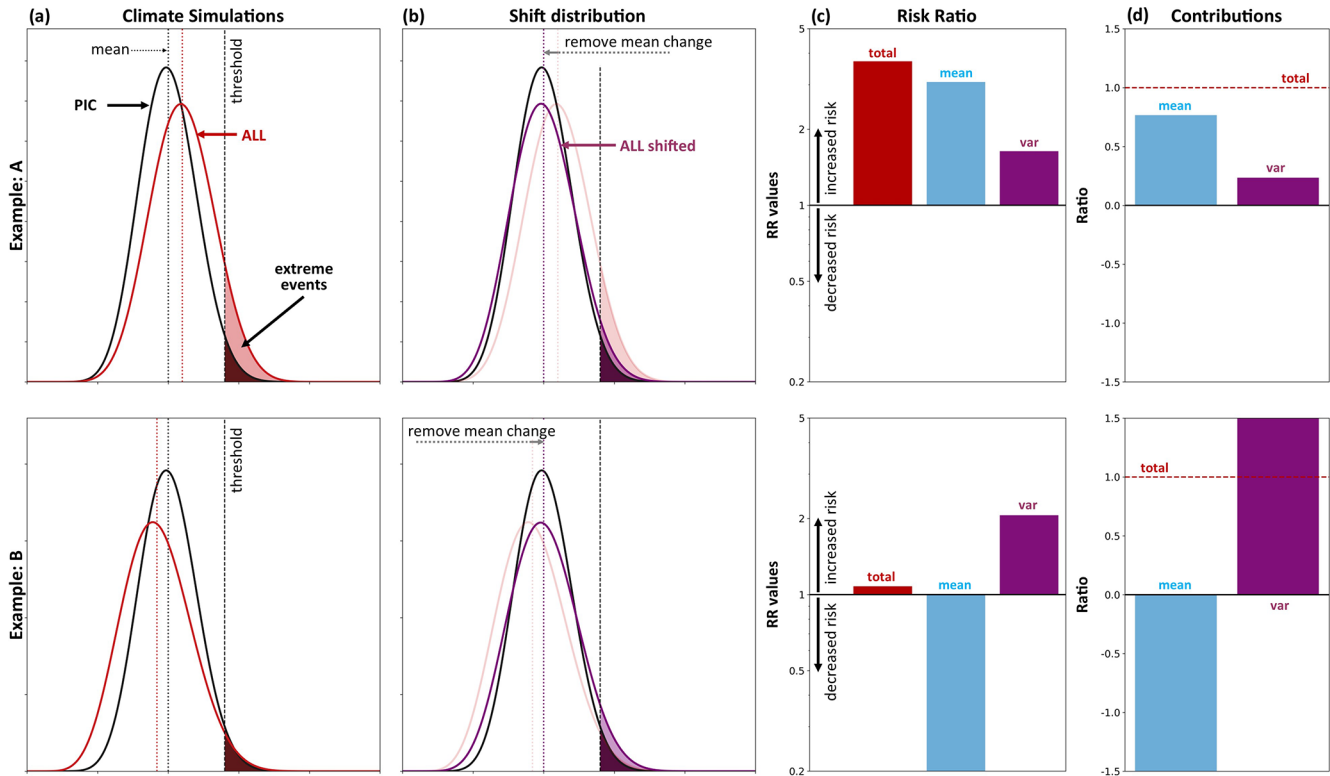 (a) Climate Simulations
(b) Shift distribution
(c) Risk Ratio
(d) Contributions
Example: A
mean
threshold
PIC
ALL
extreme
events
remove mean change
ALL shifted
RR values
5
2
1
0.5
0.2
increased risk
decreased risk
total
mean
var
Ratio
1.5
1.0
0.5
0.0
-0.5
-1.0
-1.5
total
mean
var
Example: B
threshold
remove mean change
RR values
5
2
1
0.5
0.2
increased risk
decreased risk
total
mean
var
Ratio
1.5
1.0
0.5
0.0
-0.5
-1.0
-1.5
total
mean
var